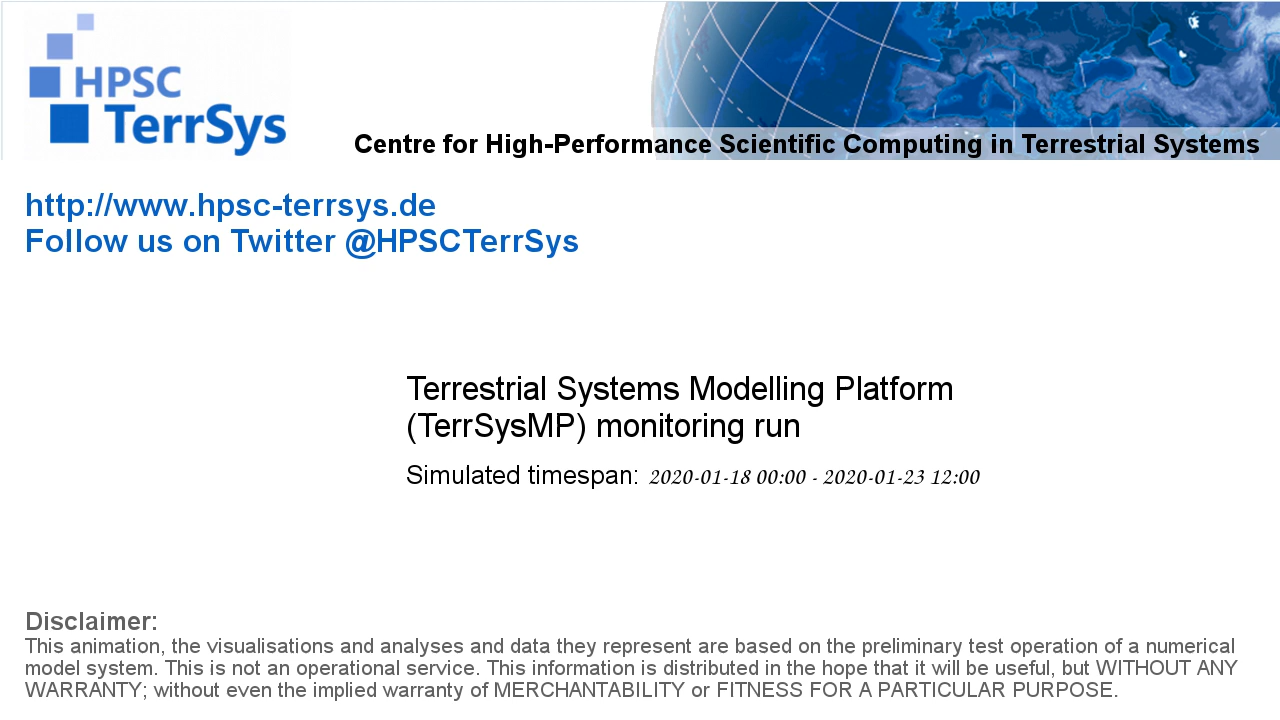 HPSC
TerrSys
Centre for High-Performance Scientific Computing in Terrestrial Systems
http://www.hpsc-terrsys.de
Follow us on Twitter @HPSCTerrSys
Terrestrial Systems Modelling Platform
(TerrSysMP) monitoring run
Simulated timespan: 2020-01-18 00:00 - 2020-01-23 12:00
Disclaimer:
This animation, the visualisations and analyses and data they represent are based on the preliminary test operation of a numerical
model system. This is not an operational service. This information is distributed in the hope that it will be useful, but WITHOUT ANY
WARRANTY; without even the implied warranty of MERCHANTABILITY or FITNESS FOR A PARTICULAR PURPOSE.